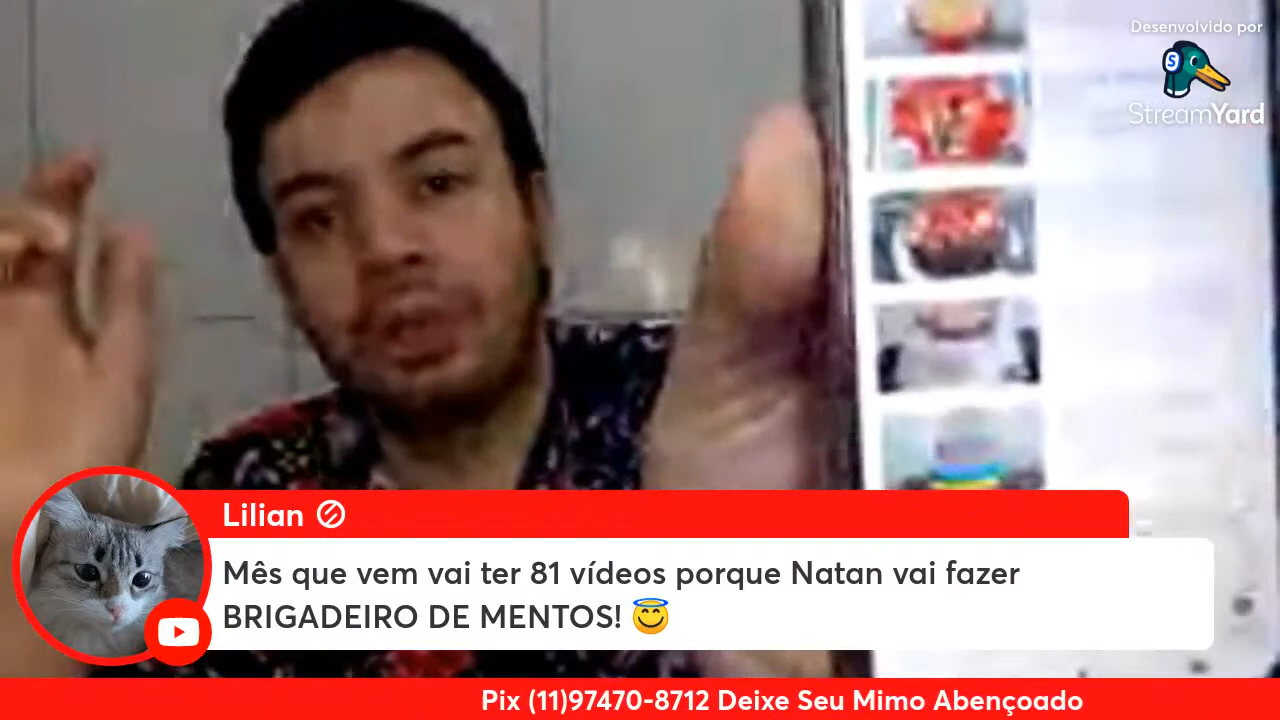 Desenvolvido por
StreamYard
Lilian
Mês que vem vai ter 81 vídeos porque Natan vai fazer
BRIGADEIRO DE MENTOS! 😇
Pix (11)97470-8712 Deixe Seu Mimo Abençoado